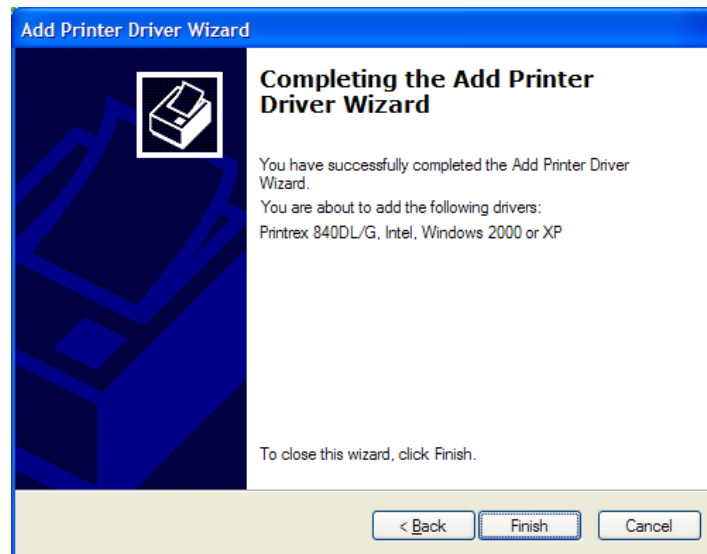 Add Printer Driver Wizard
Completing the Add Printer
Driver Wizard
You have successfully completed the Add Printer Driver
Wizard.
You are about to add the following drivers:
Printrex 840DL/G, Intel, Windows 2000 or XP
To close this wizard, click Finish.
< Back Finish Cancel